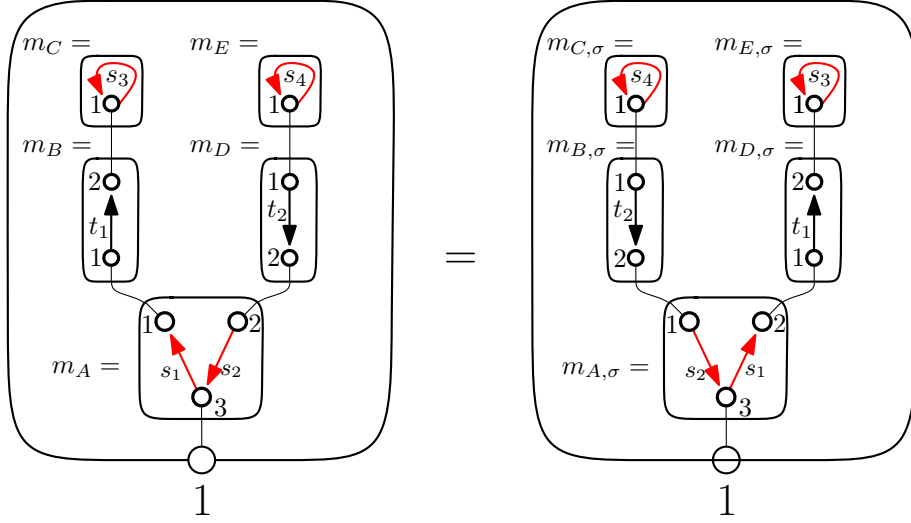 m_C = m_E = m_{C,σ} = m_{E,σ} =
s_3 s_4 s_4 s_3
1 1 1 1
m_B = m_D = m_{B,σ} = m_{D,σ} =
2 1 1 2
t_1 t_2 t_2 t_1
1 2 2 1
=
1 2 1 2
m_A = s_1 s_2 m_{A,σ} = s_2 s_1
3 3
1 1